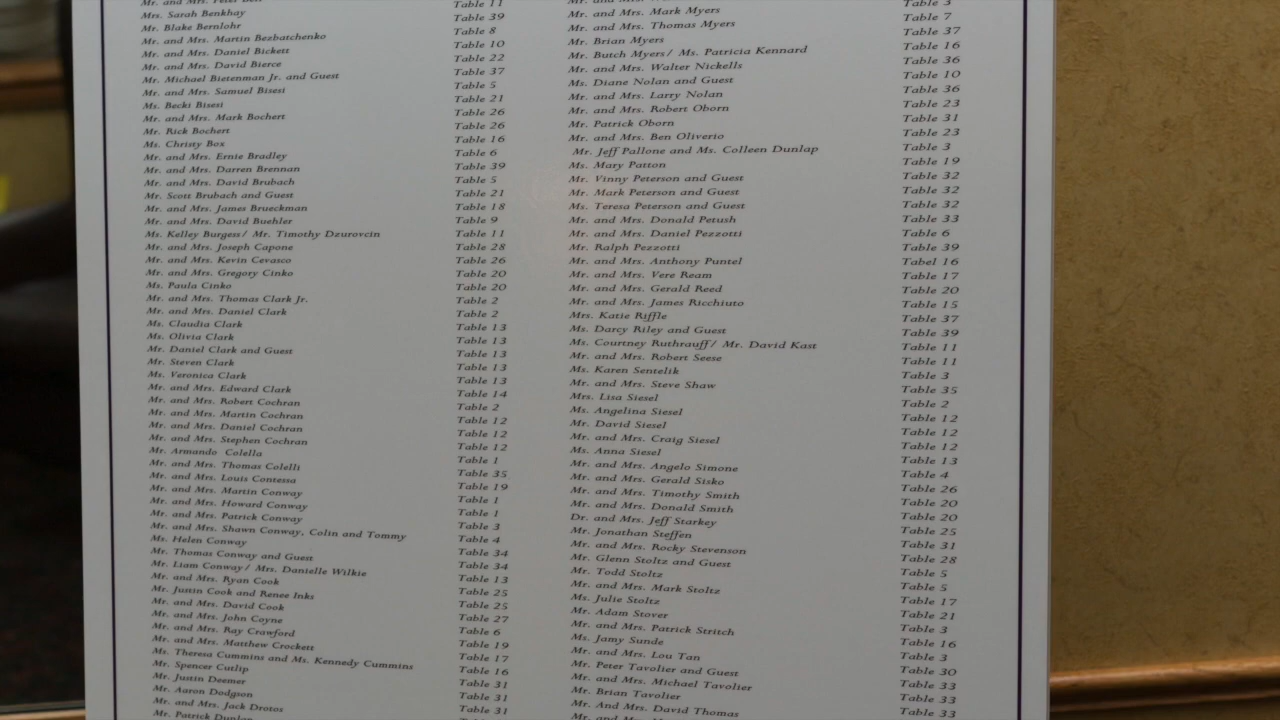 Mrs. Sarah Benkhay
Mr. Blake Bernlohr
Mr. and Mrs. Martin Bezbatchenko
Mr. and Mrs. Daniel Bickett
Mr. and Mrs. David Bierce
Mr. Michael Bietenman Jr. and Guest
Mr. and Mrs. Samuel Bisesi
Ms. Becki Bisesi
Mr. and Mrs. Mark Bochert
Mr. Rick Bochert
Ms. Christy Box
Mr. and Mrs. Ernie Bradley
Mr. and Mrs. Darren Brennan
Mr. and Mrs. David Brubach
Mr. Scott Brubach and Guest
Mr. and Mrs. James Brueckman
Mr. and Mrs. David Buehler
Ms. Kelley Burgess/ Mr. Timothy Dzurovcin
Mr. and Mrs. Joseph Capone
Mr. and Mrs. Kevin Cevasco
Mr. and Mrs. Gregory Cinko
Ms. Paula Cinko
Mr. and Mrs. Thomas Clark Jr.
Mr. and Mrs. Daniel Clark
Ms. Claudia Clark
Ms. Olivia Clark
Mr. Daniel Clark and Guest
Mr. Steven Clark
Ms. Veronica Clark
Mr. and Mrs. Edward Clark
Mr. and Mrs. Robert Cochran
Mr. and Mrs. Martin Cochran
Mr. and Mrs. Daniel Cochran
Mr. and Mrs. Stephen Cochran
Mr. Armando Colella
Mr. and Mrs. Thomas Colelli
Mr. and Mrs. Louis Contessa
Mr. and Mrs. Martin Conway
Mr. and Mrs. Howard Conway
Mr. and Mrs. Patrick Conway
Mr. and Mrs. Shawn Conway, Colin and Tommy
Ms. Helen Conway
Mr. Thomas Conway and Guest
Mr. Liam Conway/ Mrs. Danielle Wilkie
Mr. and Mrs. Ryan Cook
Mr. Justin Cook and Renee Inks
Mr. and Mrs. David Cook
Mr. and Mrs. John Coyne
Mr. and Mrs. Ray Crawford
Mr. and Mrs. Matthew Crockett
Ms. Theresa Cummins and Ms. Kennedy Cummins
Mr. Spencer Cutlip
Mr. Justin Deemer
Mr. Aaron Dodgson
Mr. and Mrs. Jack Drotos
Mr. Patrick Dunlap
Table 11
Table 39
Table 8
Table 10
Table 22
Table 37
Table 5
Table 21
Table 26
Table 26
Table 16
Table 6
Table 39
Table 5
Table 21
Table 18
Table 9
Table 11
Table 28
Table 26
Table 20
Table 20
Table 2
Table 2
Table 13
Table 13
Table 13
Table 13
Table 13
Table 14
Table 2
Table 12
Table 12
Table 12
Table 1
Table 35
Table 19
Table 1
Table 1
Table 3
Table 4
Table 34
Table 34
Table 13
Table 25
Table 25
Table 27
Table 6
Table 19
Table 17
Table 16
Table 31
Table 31
Table 31
Mr. and Mrs. Mark Myers
Mr. and Mrs. Thomas Myers
Mr. Brian Myers
Mr. Butch Myers/ Ms. Patricia Kennard
Mr. and Mrs. Walter Nickells
Ms. Diane Nolan and Guest
Mr. and Mrs. Larry Nolan
Mr. and Mrs. Robert Oborn
Mr. Patrick Oborn
Mr. and Mrs. Ben Oliverio
Mr. Jeff Pallone and Ms. Colleen Dunlap
Ms. Mary Patton
Mr. Vinny Peterson and Guest
Mr. Mark Peterson and Guest
Ms. Teresa Peterson and Guest
Mr. and Mrs. Donald Petush
Mr. and Mrs. Daniel Pezzotti
Mr. Ralph Pezzotti
Mr. and Mrs. Anthony Puntel
Mr. and Mrs. Vere Ream
Mr. and Mrs. Gerald Reed
Mr. and Mrs. James Ricchiuto
Mrs. Katie Riffle
Ms. Darcy Riley and Guest
Ms. Courtney Ruthrauff/ Mr. David Kast
Mr. and Mrs. Robert Seese
Ms. Karen Sentelik
Mr. and Mrs. Steve Shaw
Mrs. Lisa Siesel
Ms. Angelina Siesel
Mr. David Siesel
Mr. and Mrs. Craig Siesel
Ms. Anna Siesel
Mr. and Mrs. Angelo Simone
Mr. and Mrs. Gerald Sisko
Mr. and Mrs. Timothy Smith
Mr. and Mrs. Donald Smith
Dr. and Mrs. Jeff Starkey
Mr. Jonathan Steffen
Mr. and Mrs. Rocky Stevenson
Mr. Glenn Stoltz and Guest
Mr. Todd Stoltz
Mr. and Mrs. Mark Stoltz
Ms. Julie Stoltz
Mr. Adam Stover
Mr. and Mrs. Patrick Stritch
Ms. Jamy Sunde
Mr. and Mrs. Lou Tan
Mr. Peter Tavolier and Guest
Mr. and Mrs. Michael Tavolier
Mr. Brian Tavolier
Mr. And Mrs. David Thomas
Table 3
Table 7
Table 37
Table 16
Table 36
Table 10
Table 36
Table 23
Table 31
Table 23
Table 3
Table 19
Table 32
Table 32
Table 32
Table 33
Table 6
Table 39
Tabel 16
Table 17
Table 20
Table 15
Table 37
Table 39
Table 11
Table 11
Table 3
Table 35
Table 2
Table 12
Table 12
Table 12
Table 13
Table 4
Table 26
Table 20
Table 20
Table 25
Table 31
Table 28
Table 5
Table 5
Table 17
Table 21
Table 3
Table 16
Table 3
Table 30
Table 33
Table 33
Table 33